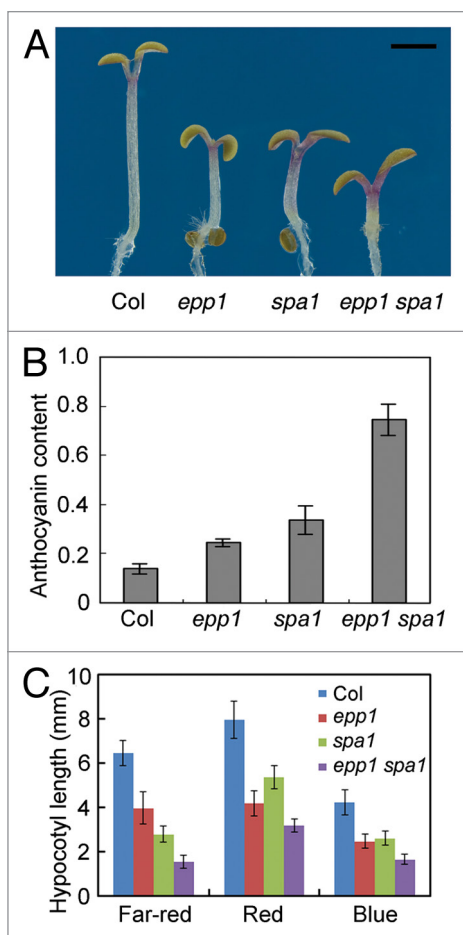 A
Col epp1 spa1 epp1 spa1
B
Anthocyanin content
1.0
0.8
0.6
0.4
0.2
0
Col epp1 spa1 epp1 spa1
C
Hypocotyl length (mm)
10
8
6
4
2
0
Col
epp1
spa1
epp1 spa1
Far-red Red Blue